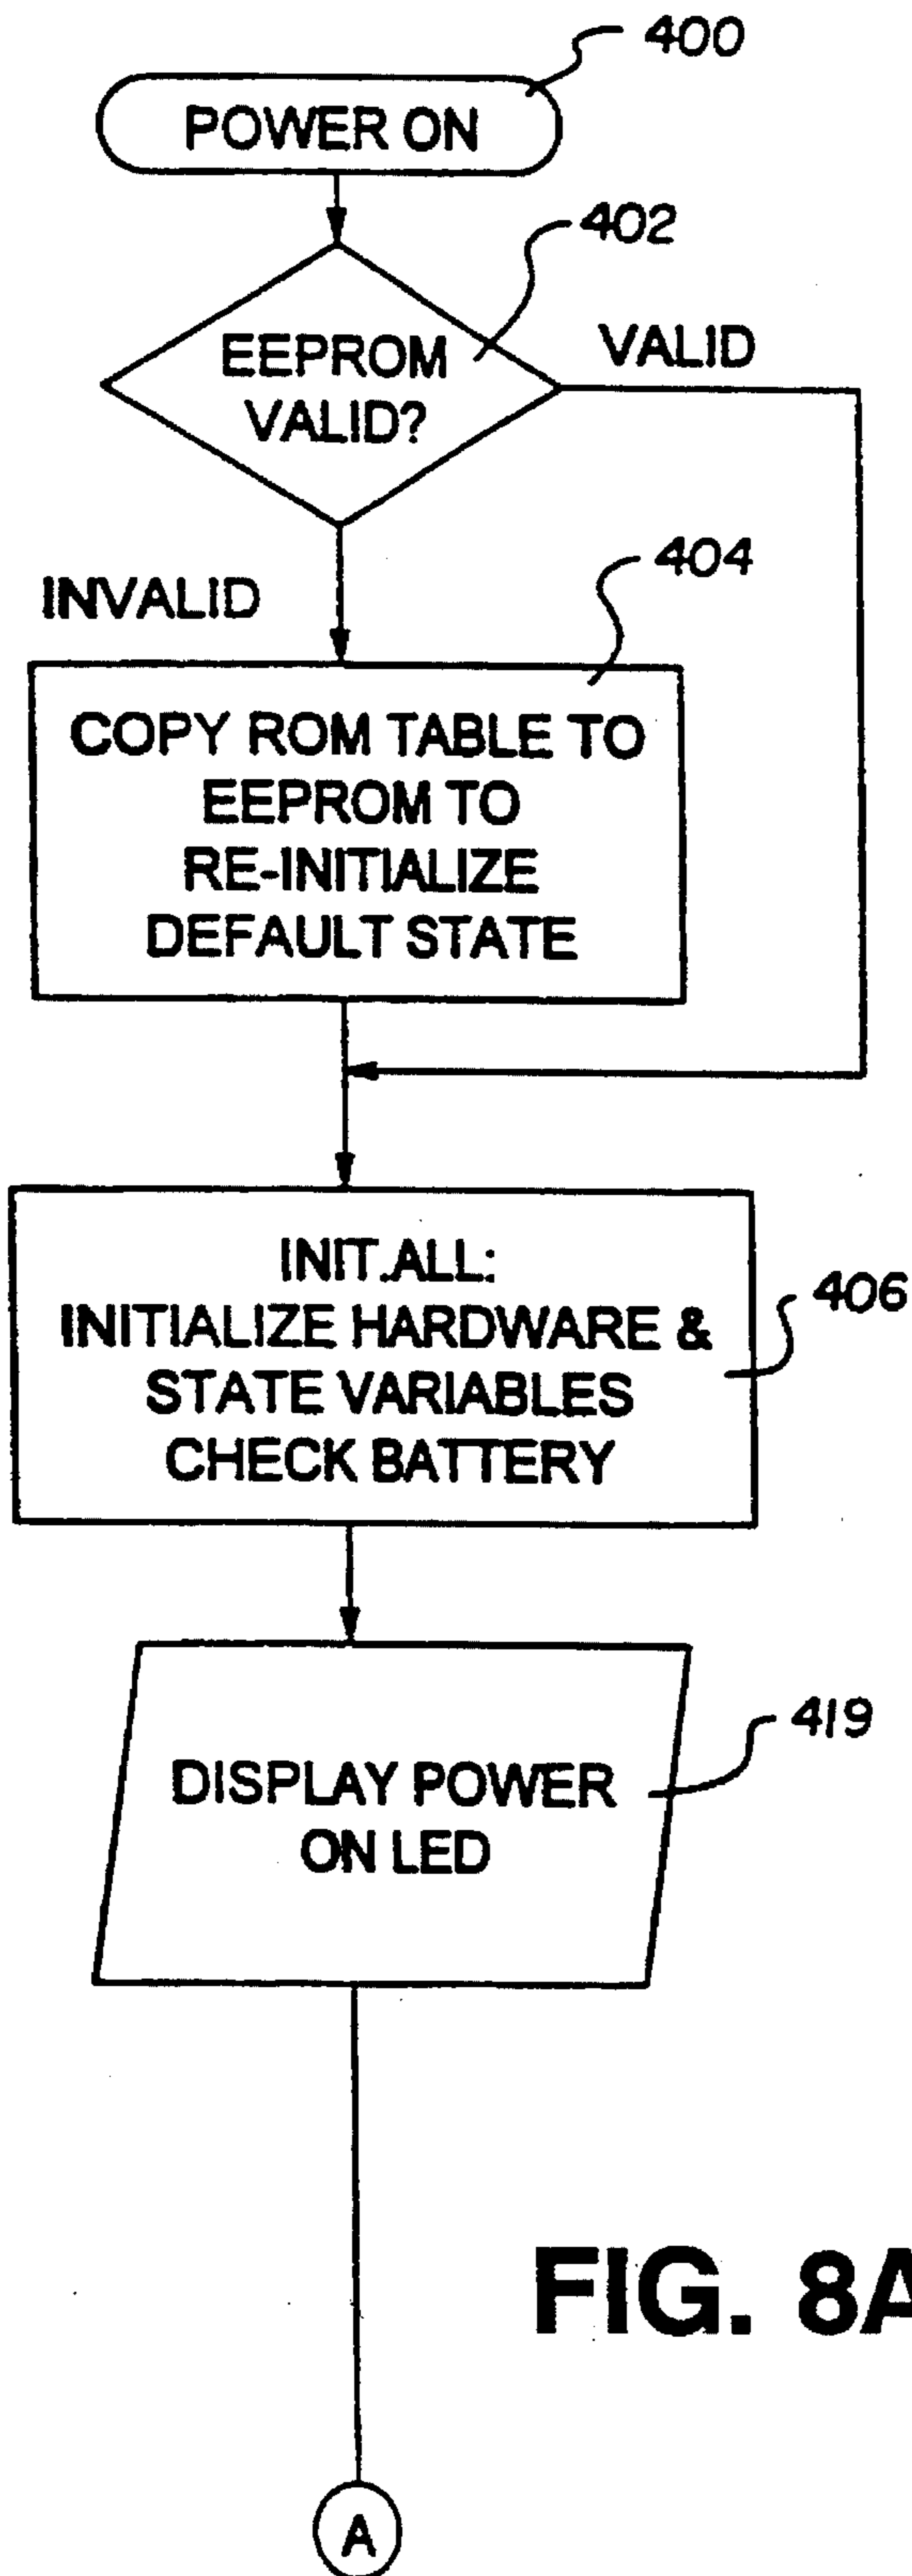 400
POWER ON
402
EEPROM
VALID?
VALID
INVALID
404
COPY ROM TABLE TO
EEPROM TO
RE-INITIALIZE
DEFAULT STATE
INIT.ALL:
INITIALIZE HARDWARE &
STATE VARIABLES
CHECK BATTERY
406
DISPLAY POWER
ON LED
419
FIG. 8A
A